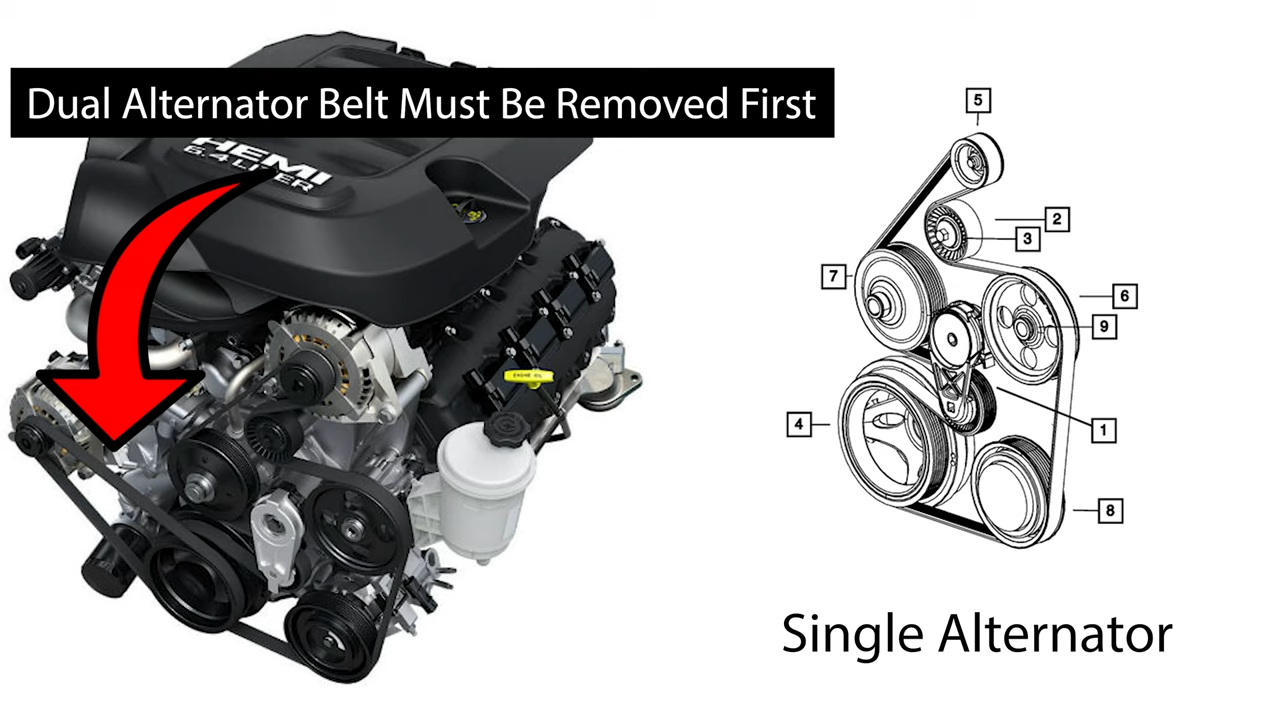 Dual Alternator Belt Must Be Removed First
HEMI
6.4 LITER
ENGINE OIL
5
2
3
7
6
9
4
1
8
Single Alternator